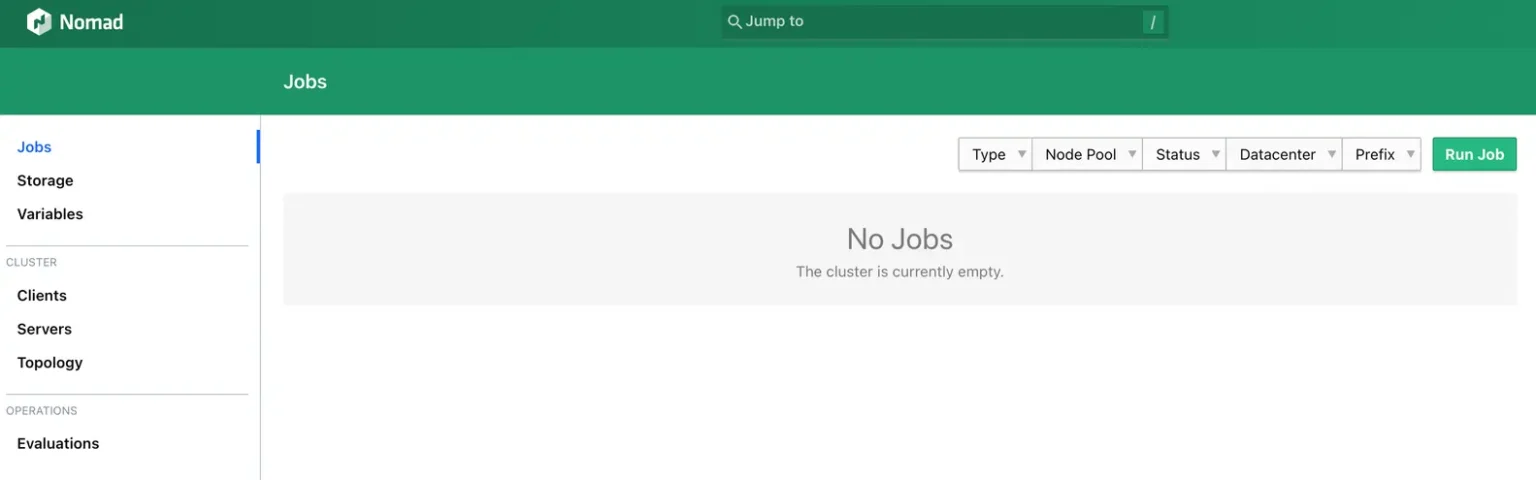 Nomad
Jump to /
Jobs
Jobs
Storage
Variables
CLUSTER
Clients
Servers
Topology
OPERATIONS
Evaluations
Type Node Pool Status Datacenter Prefix Run Job
No Jobs
The cluster is currently empty.